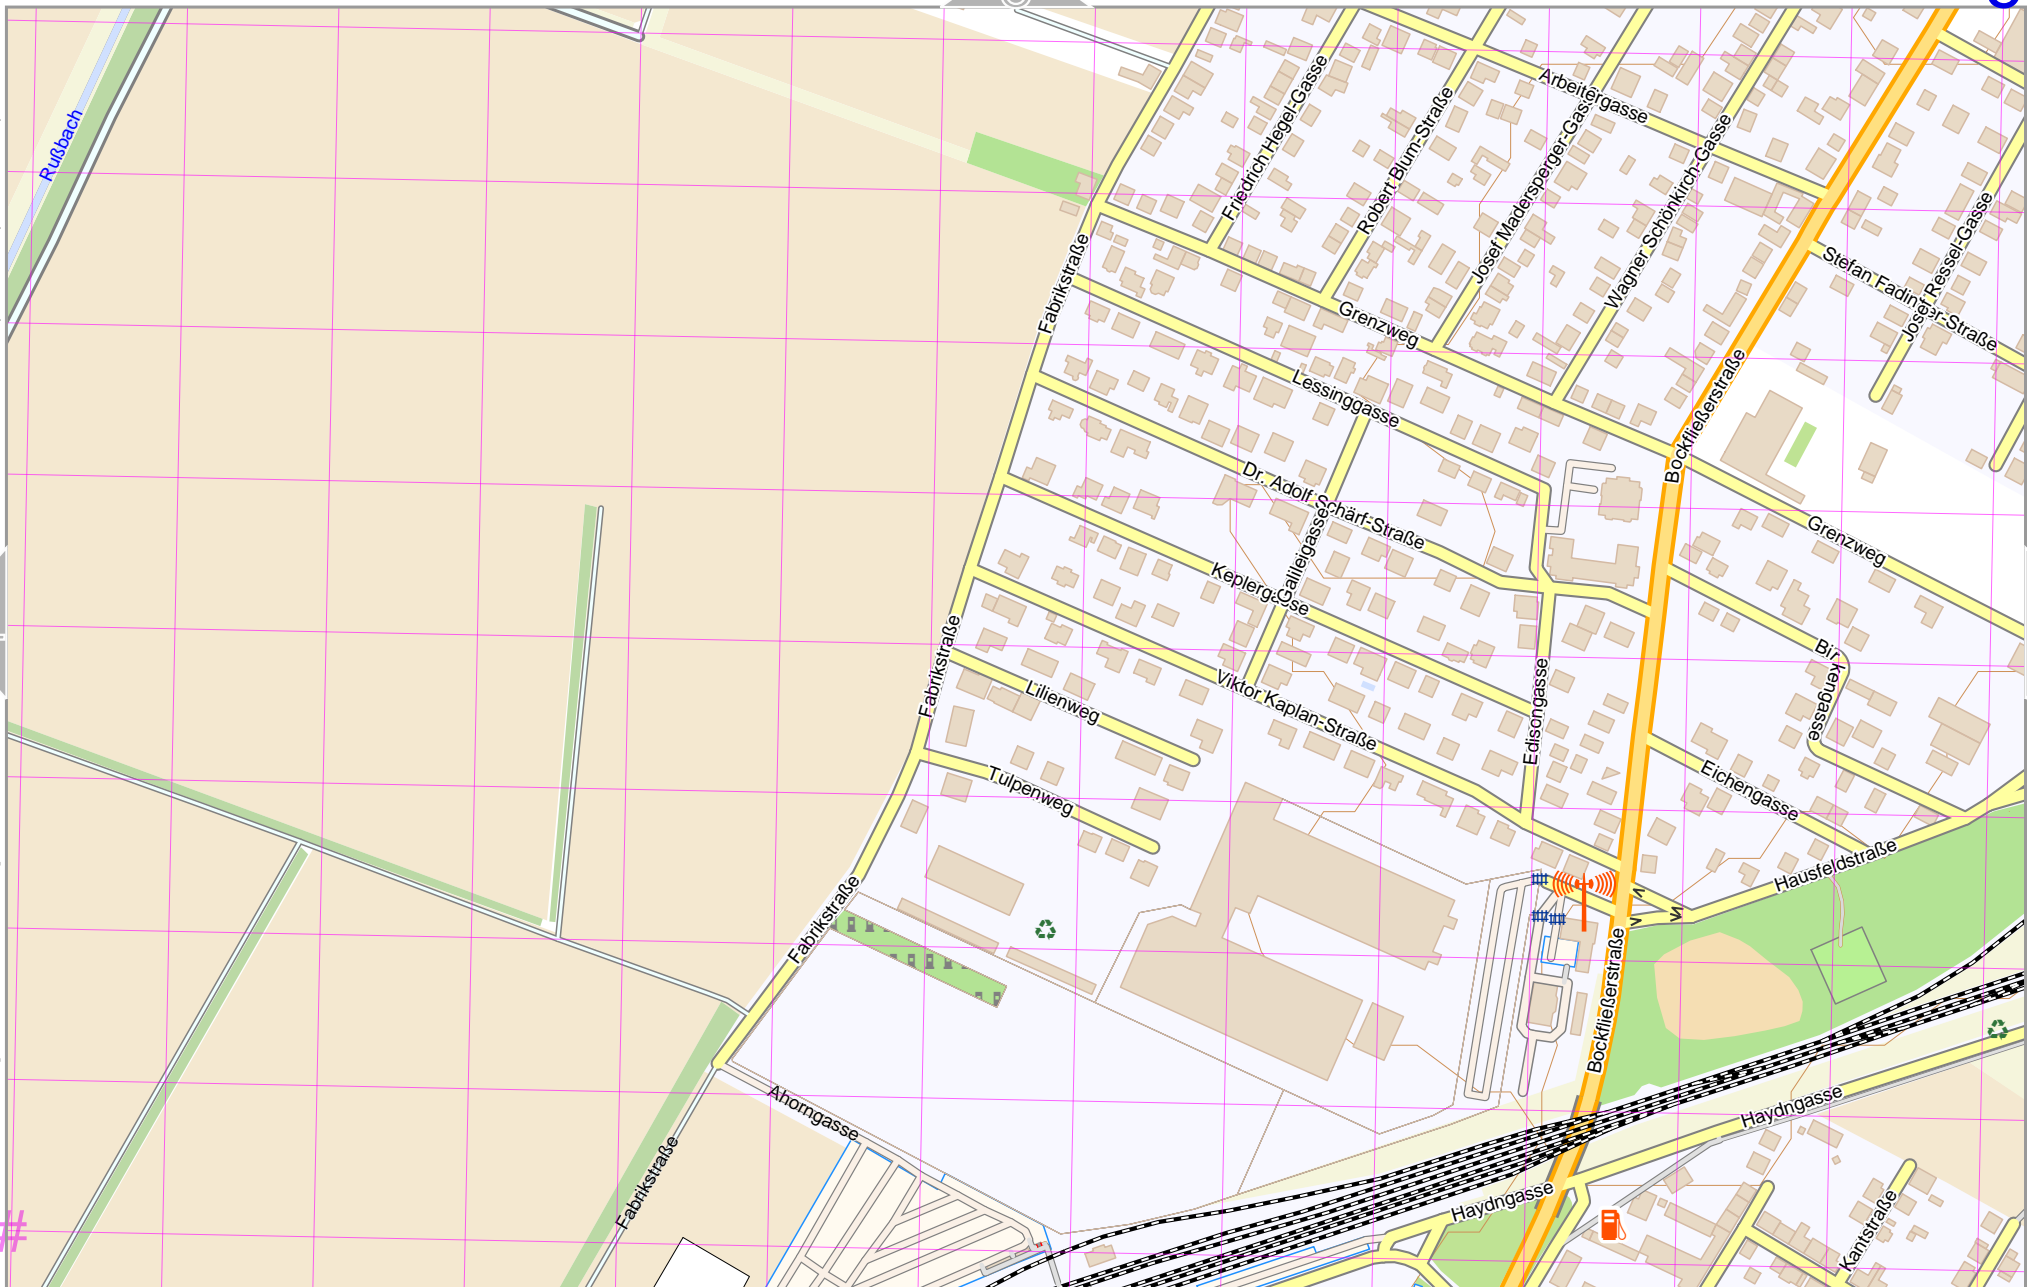 Rußbach
Arbeitergasse
Friedrich Hegel-Gasse
Robert Blum-Straße
Josef Madersperger-Gasse
Wagner Schönkirch-Gasse
Josef Ressel-Gasse
Stefan Fadinger-Straße
Fabrikstraße
Grenzweg
Lessinggasse
Bockfließerstraße
Dr. Adolf Schärf-Straße
Grenzweg
Galileigasse
Keplergasse
Birkengasse
Fabrikstraße
Lilienweg
Viktor Kaplan-Straße
Edisongasse
Tulpenweg
Eichengasse
Hausfeldstraße
Fabrikstraße
Bockfließerstraße
Ahorngasse
Haydngasse
Fabrikstraße
Haydngasse
Kantstraße
#